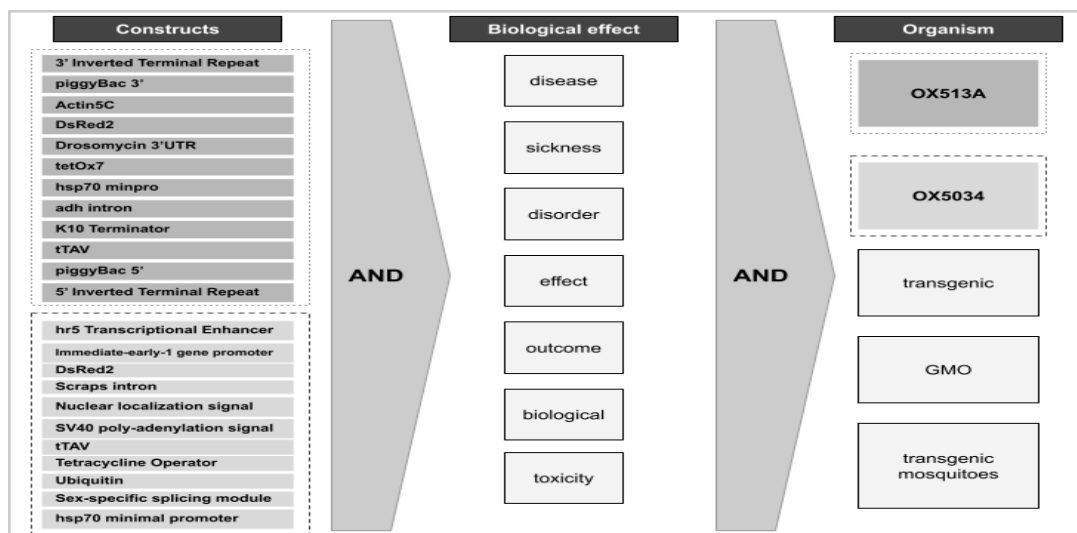 Constructs
3' Inverted Terminal Repeat
piggyBac 3'
Actin5C
DsRed2
Drosomycin 3'UTR
tetOx7
hsp70 minpro
adh intron
K10 Terminator
tTAV
piggyBac 5'
5' Inverted Terminal Repeat
hr5 Transcriptional Enhancer
Immediate-early-1 gene promoter
DsRed2
Scraps intron
Nuclear localization signal
SV40 poly-adenylation signal
tTAV
Tetracycline Operator
Ubiquitin
Sex-specific splicing module
hsp70 minimal promoter
AND
Biological effect
disease
sickness
disorder
effect
outcome
biological
toxicity
AND
Organism
OX513A
OX5034
transgenic
GMO
transgenic
mosquitoes